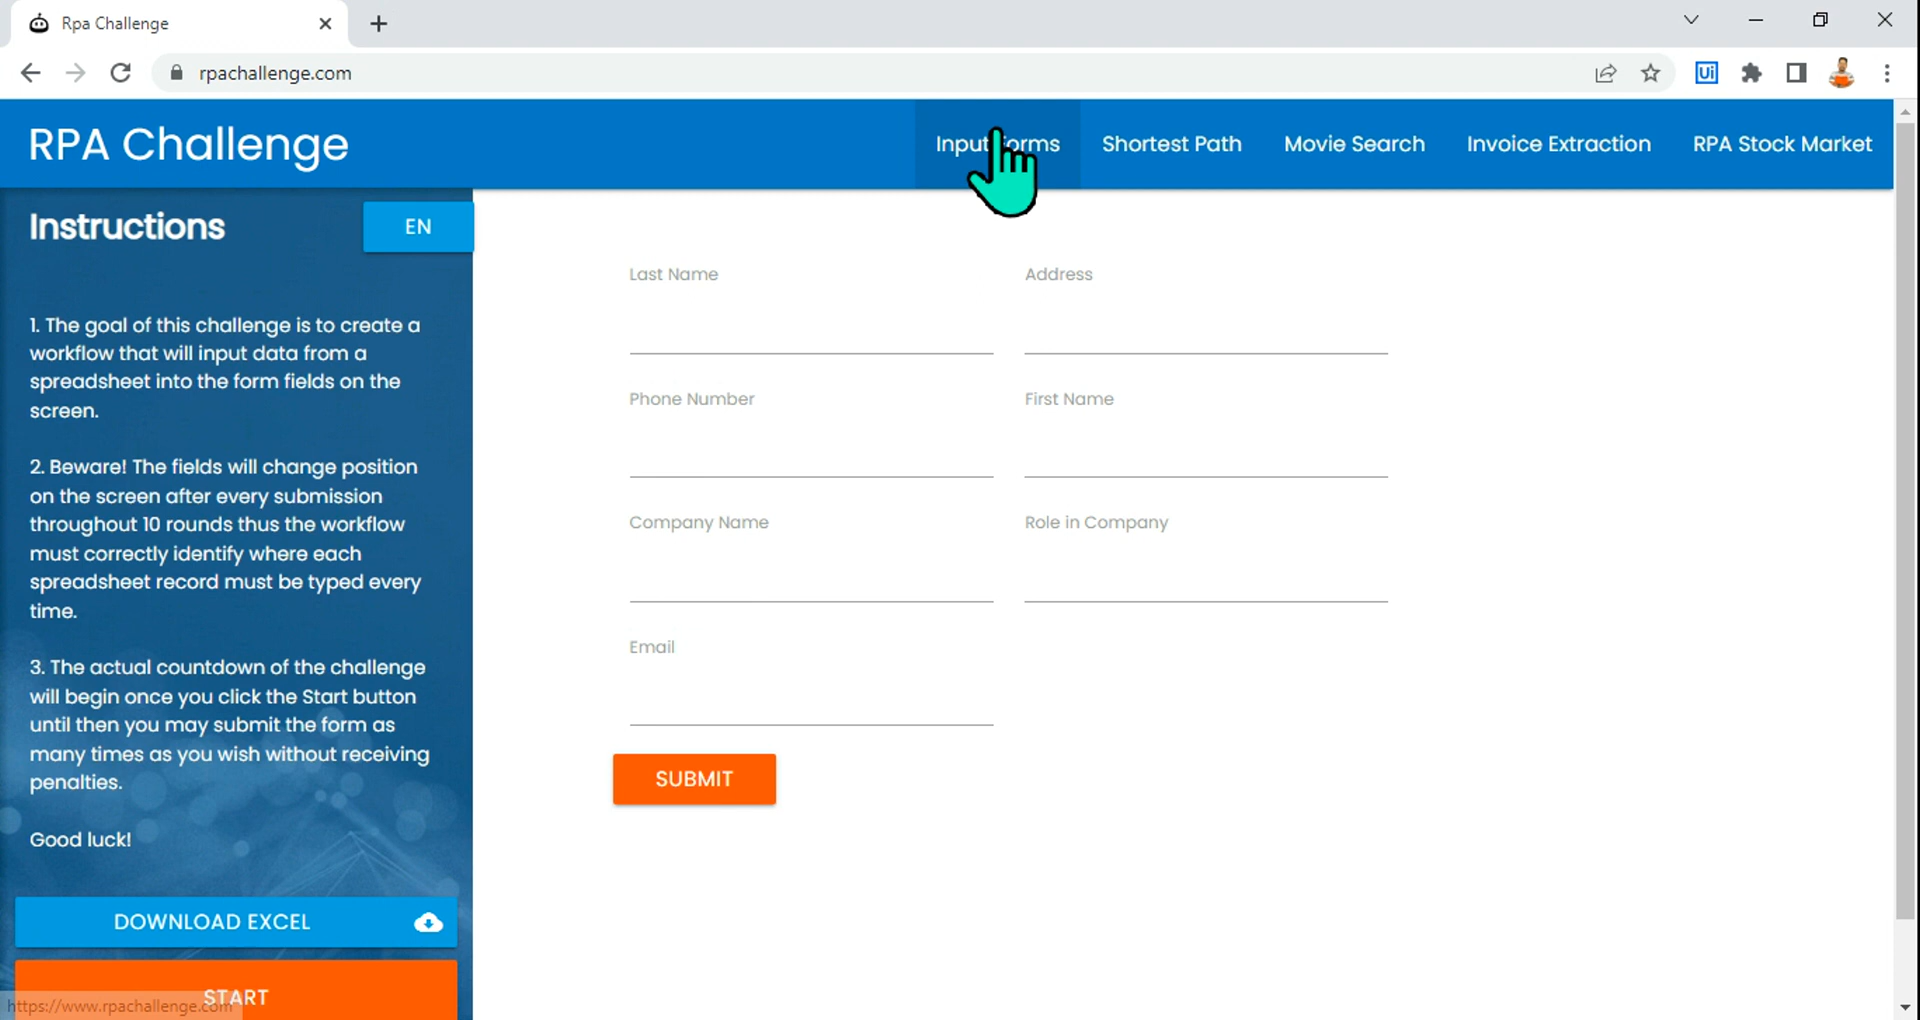 Rpa Challenge
rpachallenge.com
Ui
RPA Challenge
Input Forms
Shortest Path
Movie Search
Invoice Extraction
RPA Stock Market
Instructions
EN
1. The goal of this challenge is to create a
workflow that will input data from a
spreadsheet into the form fields on the
screen.
2. Beware! The fields will change position
on the screen after every submission
throughout 10 rounds thus the workflow
must correctly identify where each
spreadsheet record must be typed every
time.
3. The actual countdown of the challenge
will begin once you click the Start button
until then you may submit the form as
many times as you wish without receiving
penalties.
Good luck!
DOWNLOAD EXCEL
START
https://www.rpachallenge.com
Last Name
Address
Phone Number
First Name
Company Name
Role in Company
Email
SUBMIT